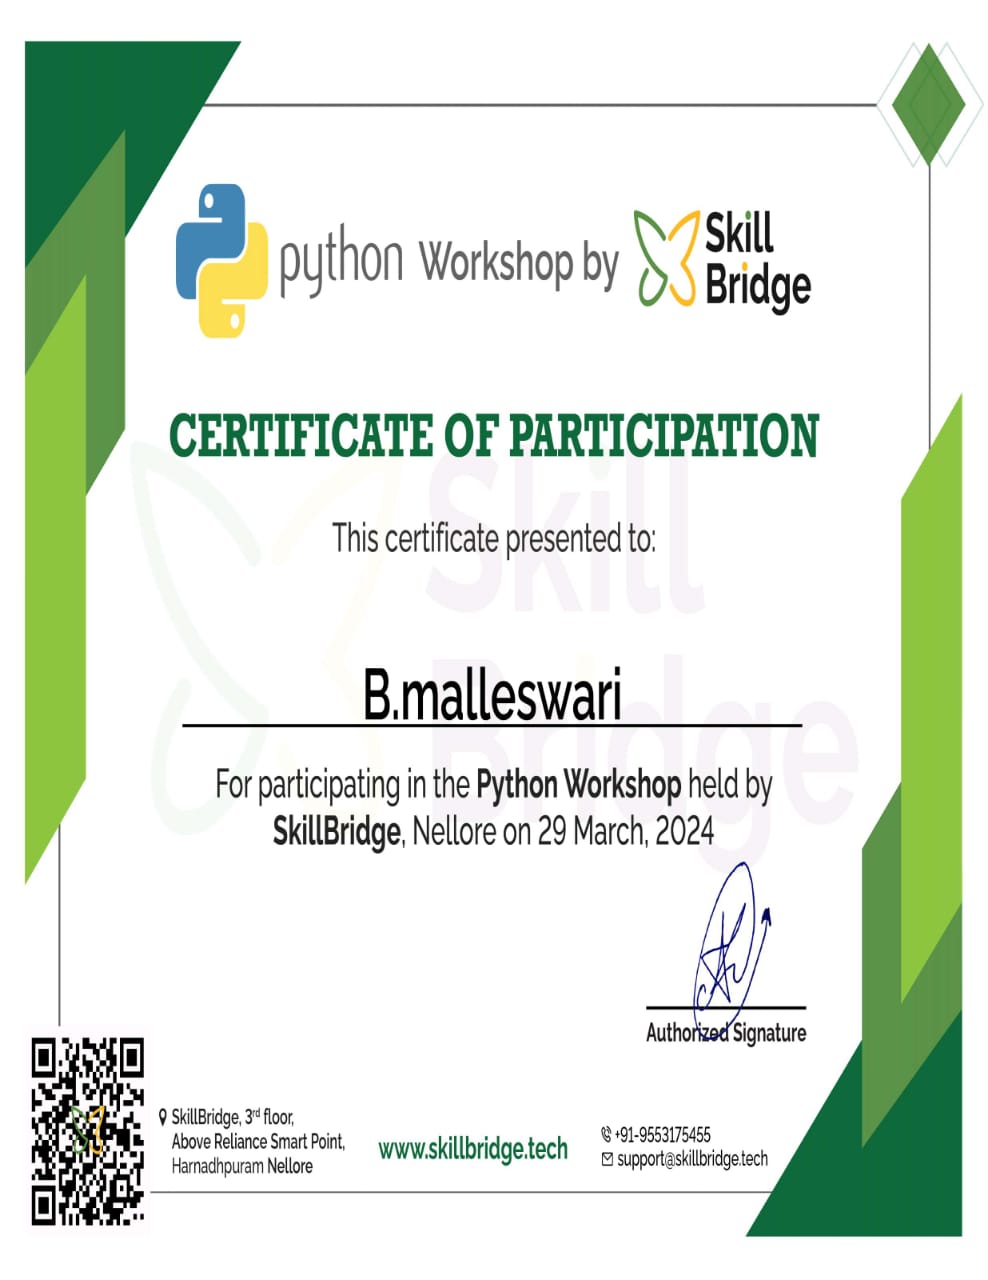 python Workshop by Skill Bridge
CERTIFICATE OF PARTICIPATION
This certificate presented to:
Skill
Bridge
B.malleswari
For participating in the Python Workshop held by
SkillBridge, Nellore on 29 March, 2024
Authorized Signature
SkillBridge, 3rd floor,
Above Reliance Smart Point,
Harnadhpuram Nellore
www.skillbridge.tech
+91-9553175455
support@skillbridge.tech